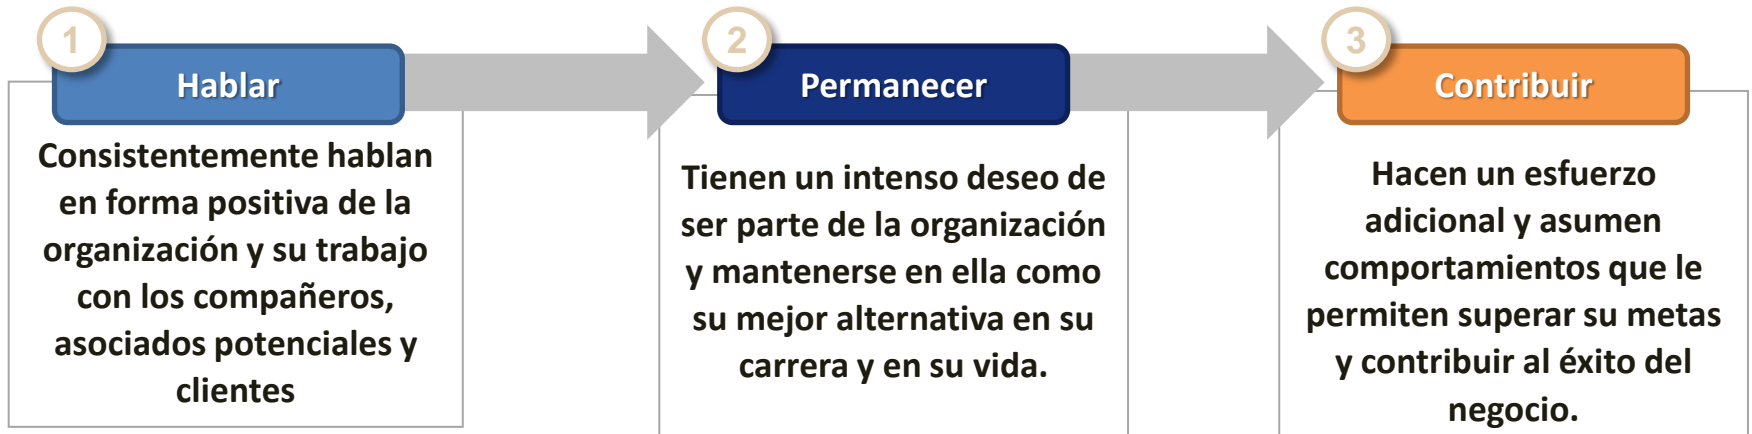 1
Hablar
Consistentemente hablan
en forma positiva de la
organización y su trabajo
con los compañeros,
asociados potenciales y
clientes
2
Permanecer
Tienen un intenso deseo de
ser parte de la organización
y mantenerse en ella como
su mejor alternativa en su
carrera y en su vida.
3
Contribuir
Hacen un esfuerzo
adicional y asumen
comportamientos que le
permiten superar su metas
y contribuir al éxito del
negocio.